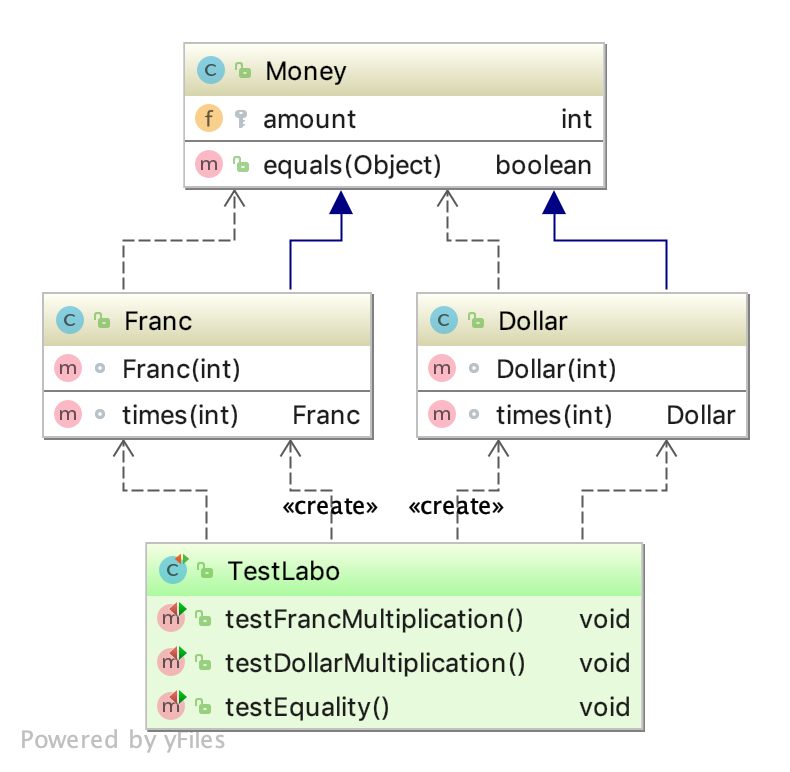 C Money
f amount int
m equals(Object) boolean
C Franc
m Franc(int)
m times(int) Franc
C Dollar
m Dollar(int)
m times(int) Dollar
«create» «create»
C TestLabo
m testFrancMultiplication() void
m testDollarMultiplication() void
m testEquality() void
Powered by yFiles